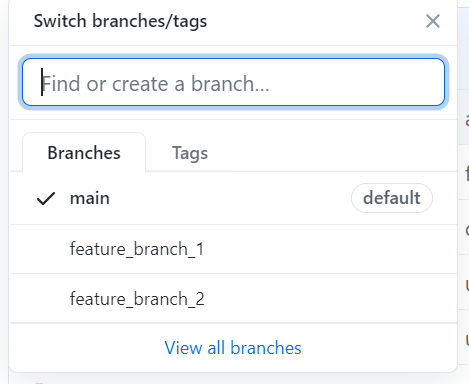 Switch branches/tags
Find or create a branch...
Branches Tags
main default
feature_branch_1
feature_branch_2
View all branches